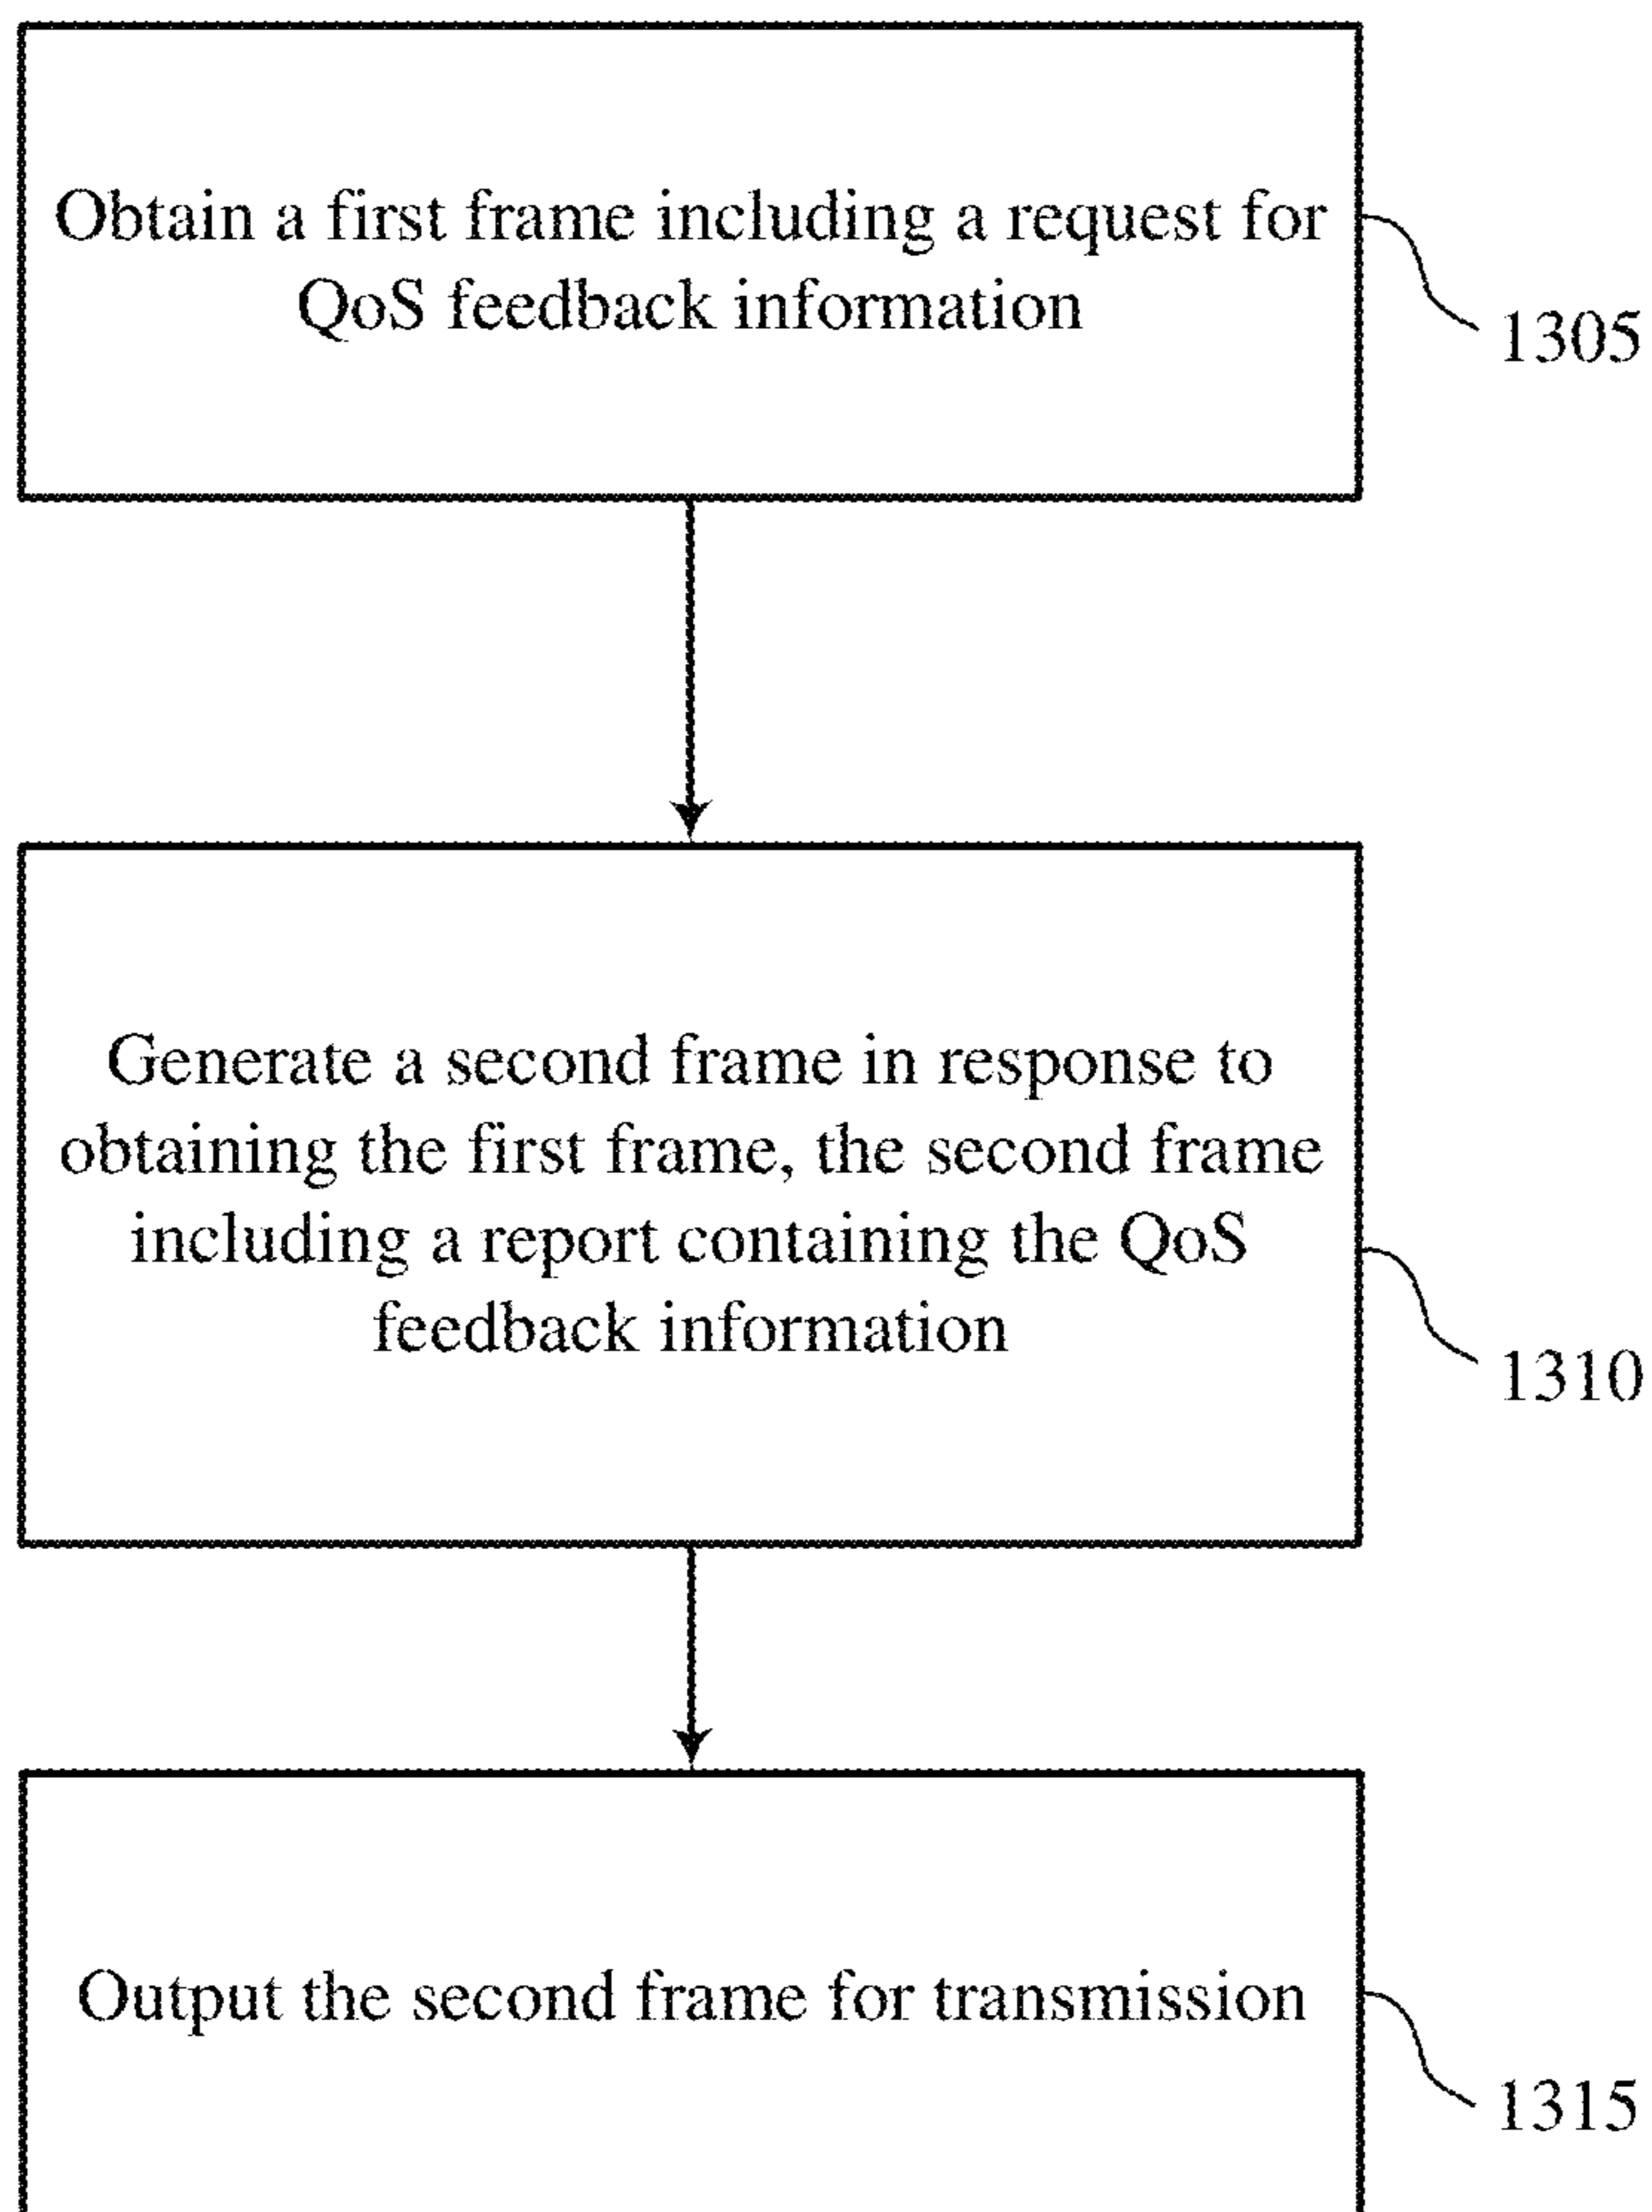 Obtain a first frame including a request for
QoS feedback information
1305
Generate a second frame in response to
obtaining the first frame, the second frame
including a report containing the QoS
feedback information
1310
Output the second frame for transmission
1315